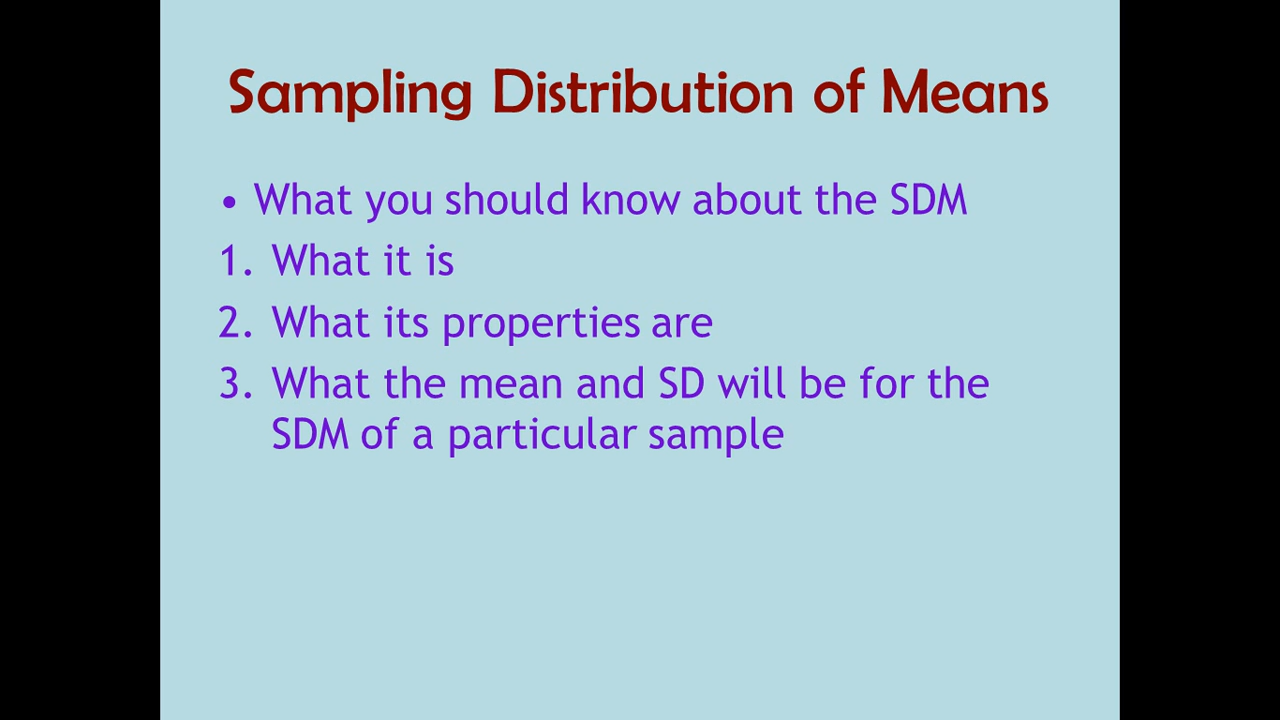 Sampling Distribution of Means
• What you should know about the SDM
1. What it is
2. What its properties are
3. What the mean and SD will be for the
SDM of a particular sample